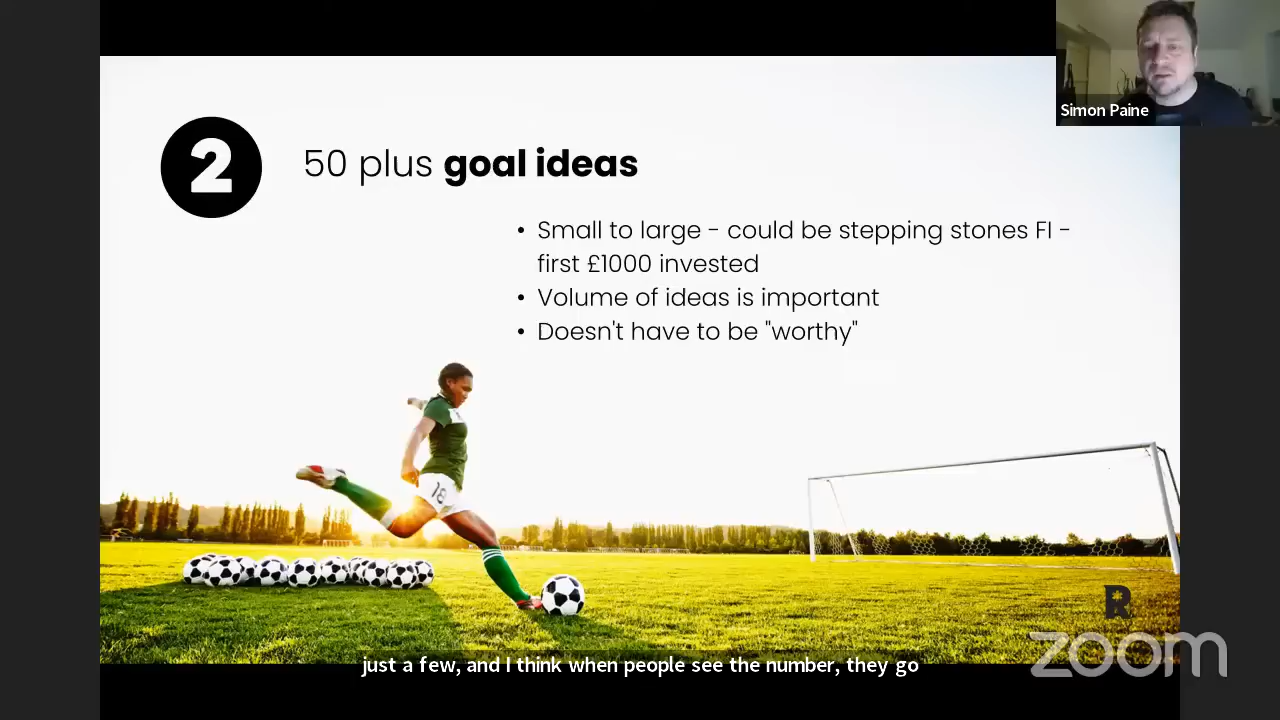 Simon Paine
2
50 plus goal ideas
• Small to large - could be stepping stones FI -
first £1000 invested
• Volume of ideas is important
• Doesn't have to be "worthy"
18
R
zoom
just a few, and I think when people see the number, they go